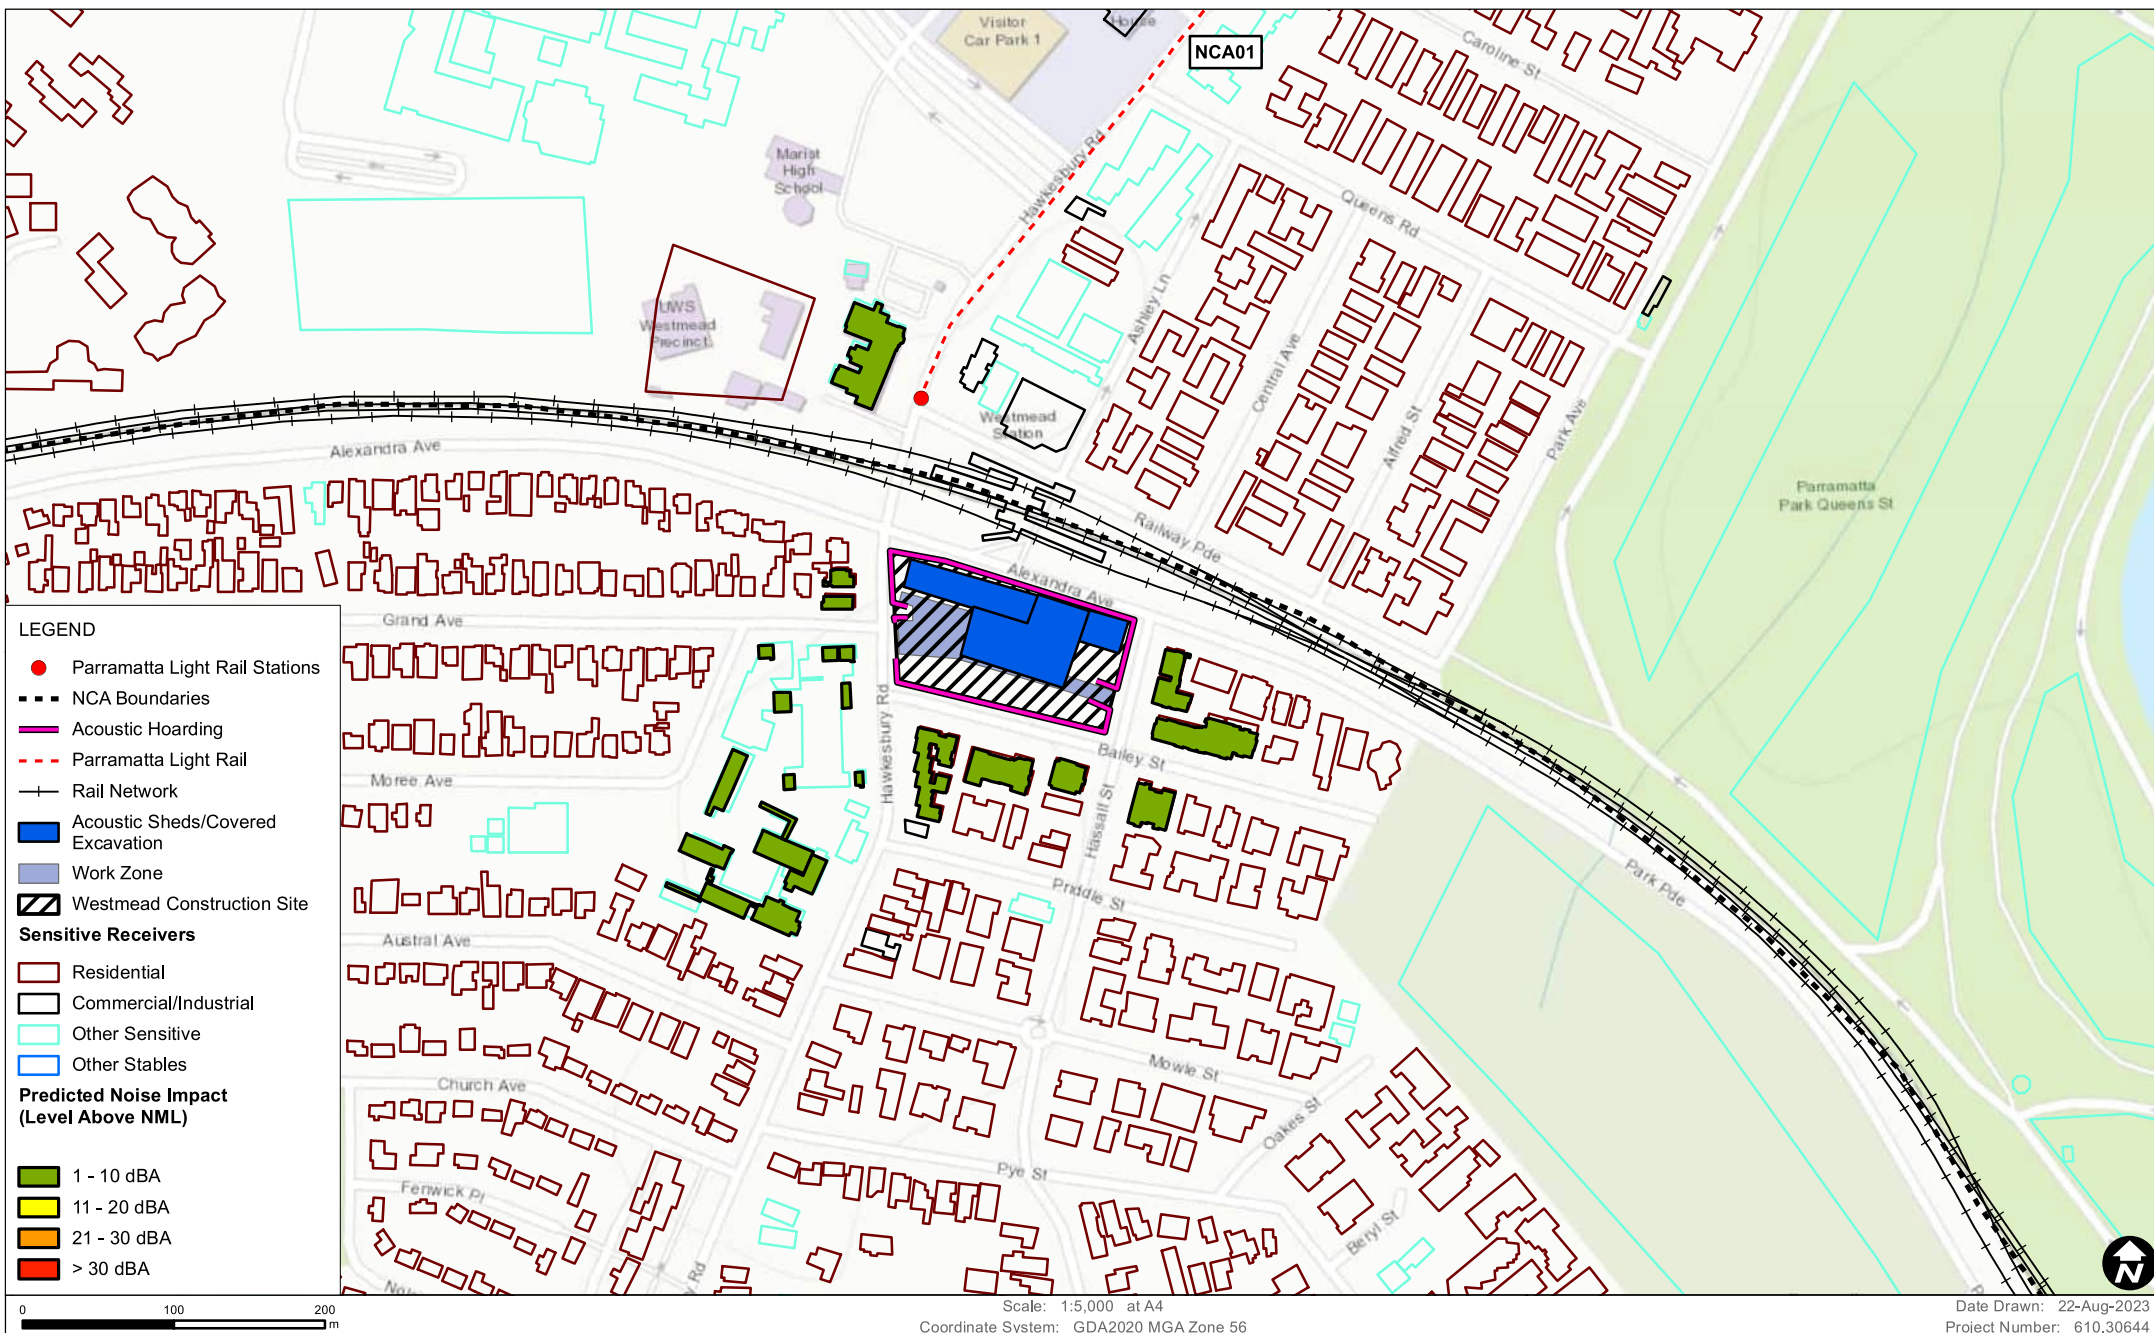 Visitor
Car Park 1
House
NCA01
Caroline St
Hawkesbury Rd
Marist
High
School
Queens Rd
UWS
Westmead
Precinct
Ashley Ln
Central Ave
Westmead
Station
Alfred St
Park Ave
Parramatta
Park Queens St
Alexandra Ave
Railway Pde
Alexandra Ave
Grand Ave
Hawkesbury Rd
Bailey St
Moree Ave
Hassall St
Priddle St
Park Pde
Austral Ave
Mowle St
Church Ave
Oakes St
Pye St
Fenwick Pl
Beryl St
y Rd
LEGEND
Parramatta Light Rail Stations
NCA Boundaries
Acoustic Hoarding
Parramatta Light Rail
Rail Network
Acoustic Sheds/Covered
Excavation
Work Zone
Westmead Construction Site
Sensitive Receivers
Residential
Commercial/Industrial
Other Sensitive
Other Stables
Predicted Noise Impact
(Level Above NML)
1 - 10 dBA
11 - 20 dBA
21 - 30 dBA
> 30 dBA
N
0 100 200
m
Scale: 1:5,000 at A4
Coordinate System: GDA2020 MGA Zone 56
Date Drawn: 22-Aug-2023
Project Number: 610.30644